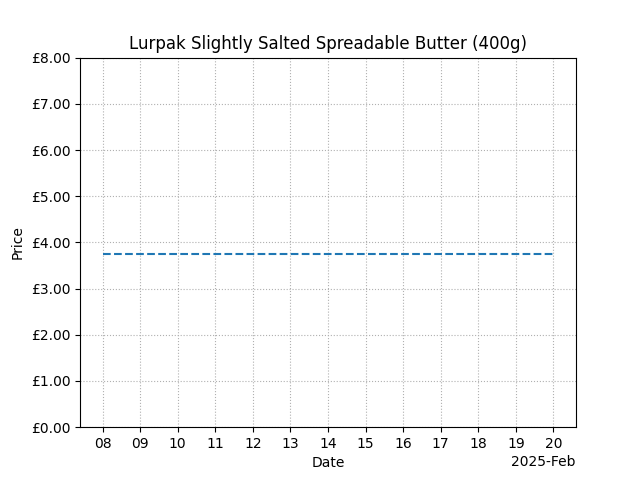 Lurpak Slightly Salted Spreadable Butter (400g)
£8.00
£7.00
£6.00
£5.00
£4.00
£3.00
£2.00
£1.00
£0.00
Price
08 09 10 11 12 13 14 15 16 17 18 19 20
Date
2025-Feb